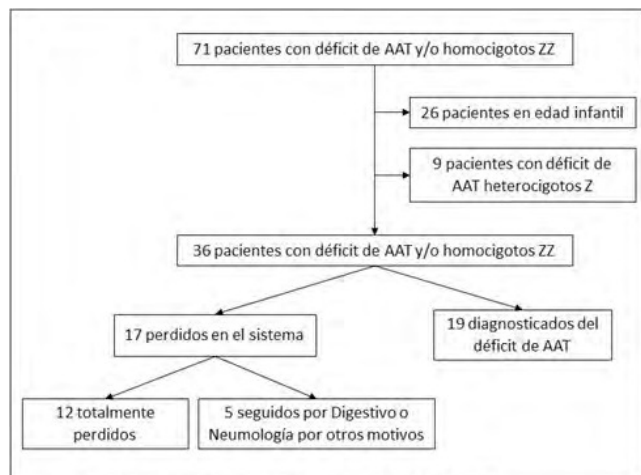 71 pacientes con déficit de AAT y/o homocigotos ZZ
26 pacientes en edad infantil
9 pacientes con déficit de
AAT heterocigotos Z
36 pacientes con déficit de AAT y/o homocigotos ZZ
17 perdidos en el sistema
19 diagnosticados del
déficit de AAT
12 totalmente
perdidos
5 seguidos por Digestivo o
Neumología por otros motivos